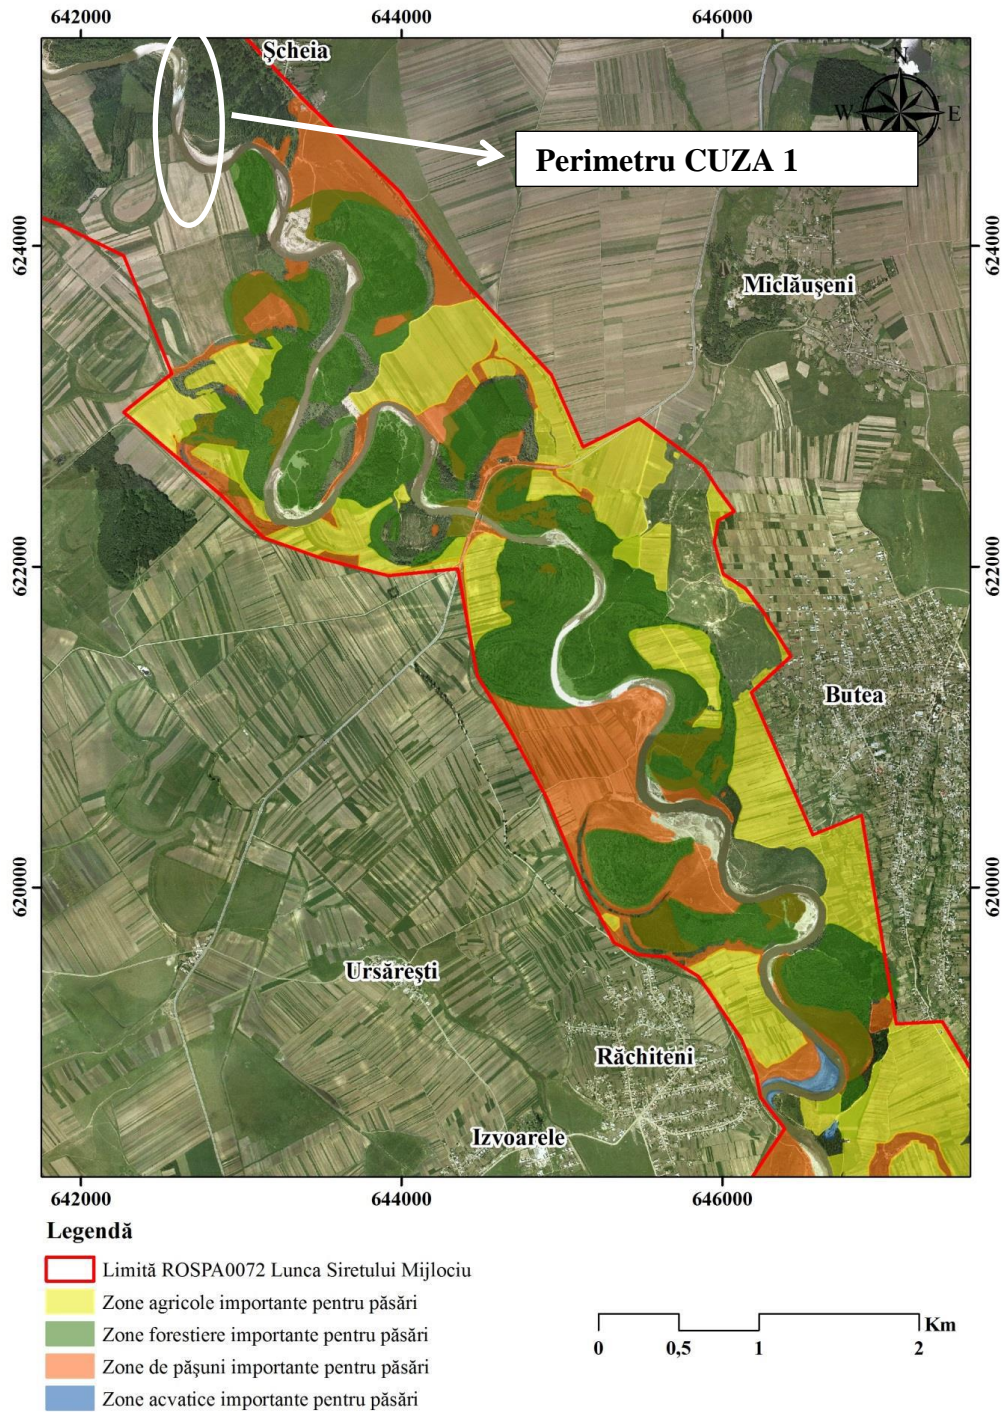 642000 644000 646000
Şcheia
N
W E
Perimetru CUZA 1
624000 624000
Miclăuşeni
622000 622000
Butea
620000 620000
Ursăreşti
Răchiteni
Izvoarele
642000 644000 646000
Legendă
Limită ROSPA0072 Lunca Siretului Mijlociu
Zone agricole importante pentru păsări
Zone forestiere importante pentru păsări
Zone de păşuni importante pentru păsări
Zone acvatice importante pentru păsări
Km
0 0,5 1 2